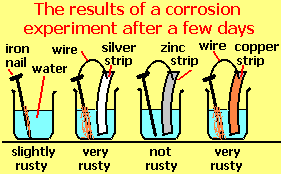 The results of a corrosion
experiment after a few days
iron
nail
water
wire
silver
strip
zinc
strip
wire
copper
strip
slightly
rusty
very
rusty
not
rusty
very
rusty